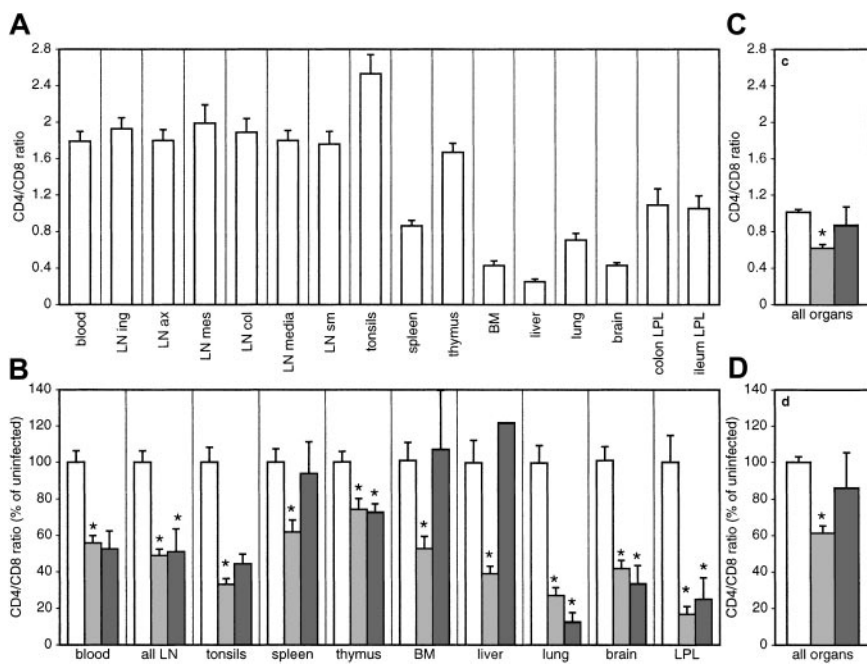 A
CD4/CD8 ratio
2.8
2.4
2
1.6
1.2
0.8
0.4
0
blood
LN ing
LN ax
LN mes
LN col
LN media
LN sm
tonsils
spleen
thymus
BM
liver
lung
brain
colon LPL
ileum LPL
C
c
CD4/CD8 ratio
2.8
2.4
2
1.6
1.2
0.8
0.4
0
*
all organs
B
CD4/CD8 ratio (% of uninfected)
140
120
100
80
60
40
20
0
* * * * * * * * * * * * * *
blood all LN tonsils spleen thymus BM liver lung brain LPL
D
d
CD4/CD8 ratio (% of uninfected)
140
120
100
80
60
40
20
0
*
all organs